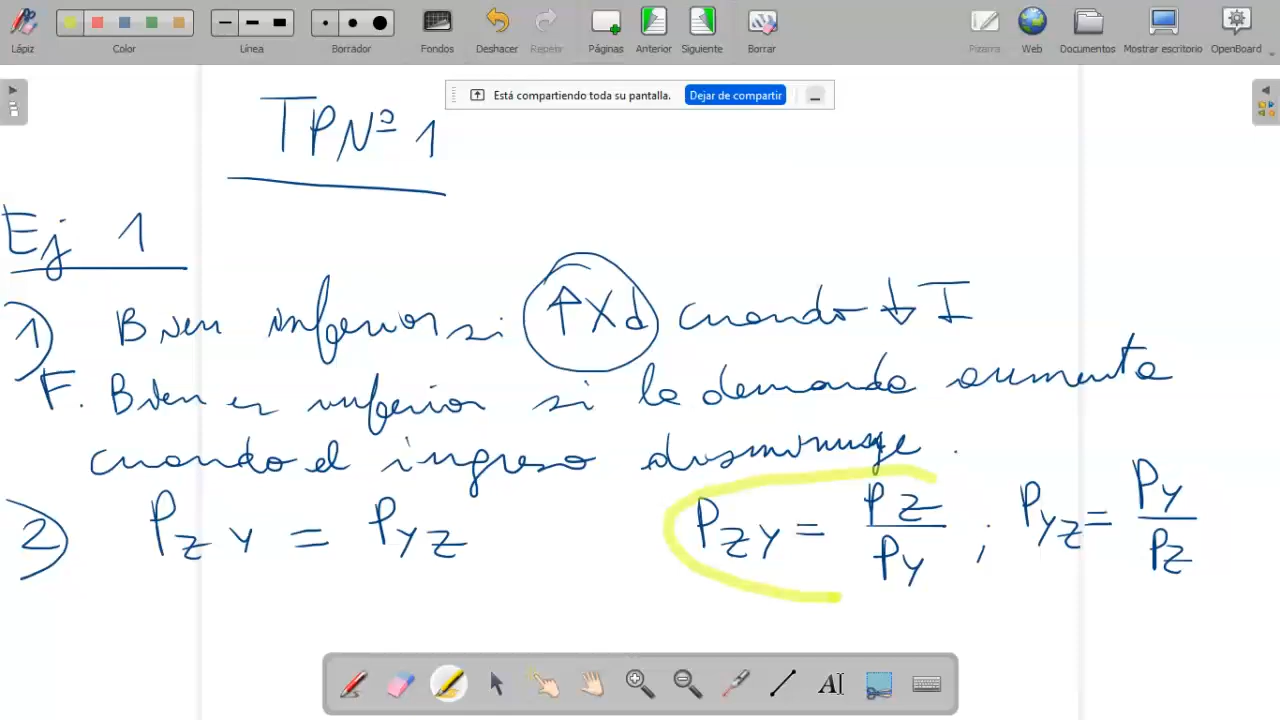 Lápiz Color Línea Borrador Fondos Deshacer Repetir Páginas Anterior Siguiente Borrar Pizarra Web Documentos Mostrar escritorio OpenBoard
Está compartiendo toda su pantalla. Dejar de compartir
TP Nº 1
Ej 1
1) Bien inferior si ↑Xd cuando ↓ I
F. Bien es inferior si la demanda aumenta
cuando el ingreso disminuye.
2) PZY = PYZ PZY = PZ/PY ; PYZ = PY/PZ
AI